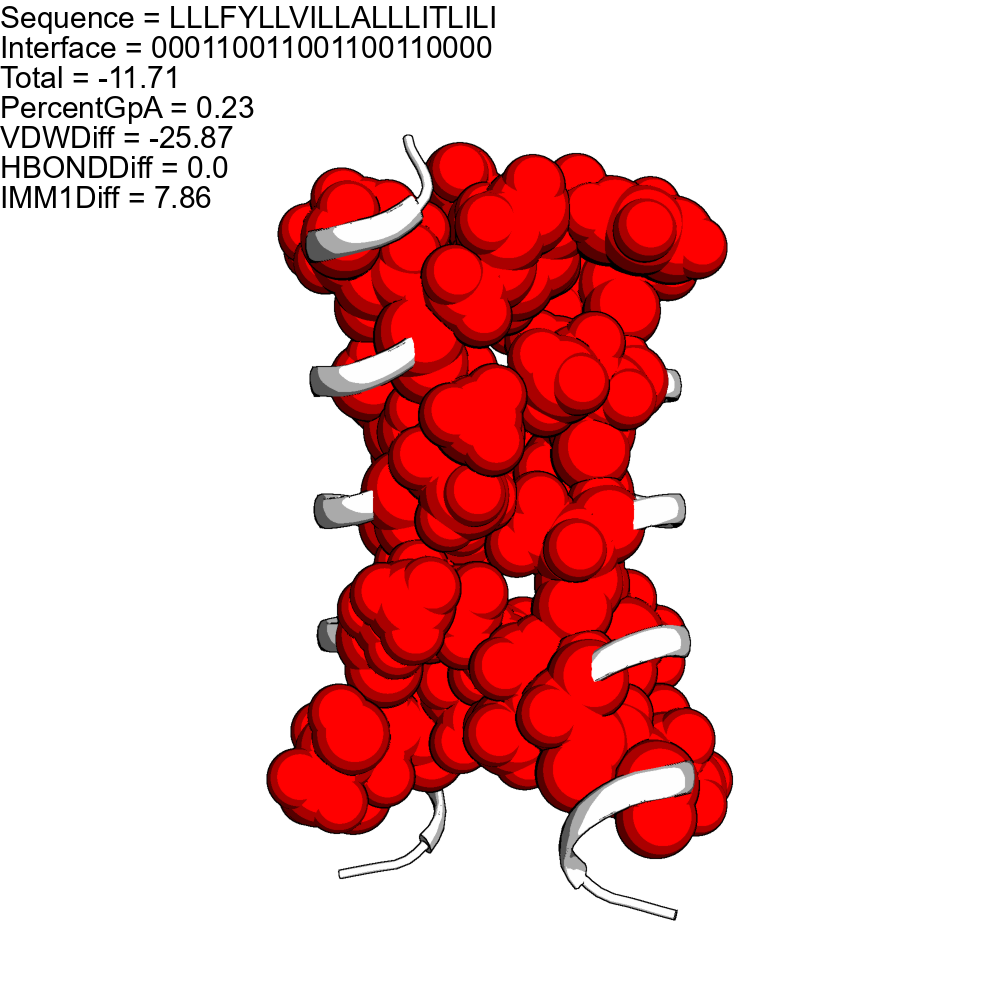 Sequence = LLLFYLLVILLALLLITLILI
Interface = 000110011001100110000
Total = -11.71
PercentGpA = 0.23
VDWDiff = -25.87
HBONDDiff = 0.0
IMM1Diff = 7.86